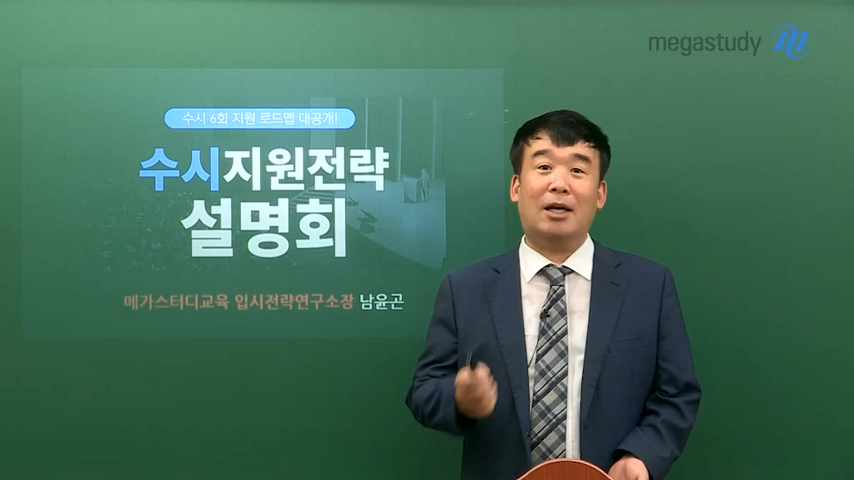 megastudy
수시 6회 지원 로드맵 대공개!
수시지원전략
설명회
메가스터디교육 입시전략연구소장 남윤곤